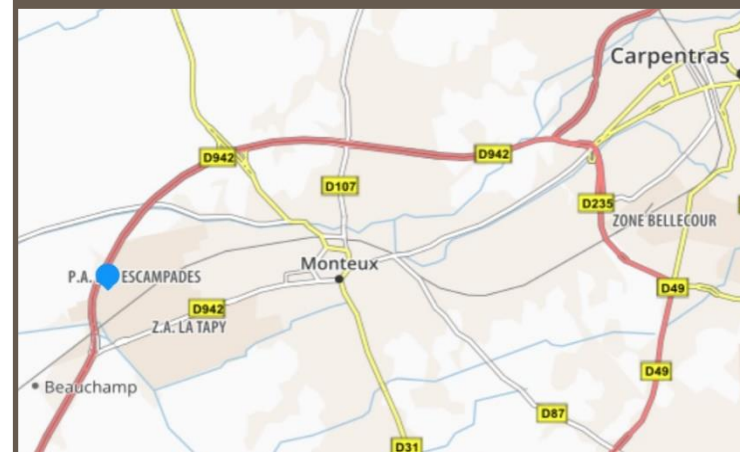 Carpentras
D942
D942
D107
D235
ZONE BELLECOUR
Monteux
P.A. ESCAMPADES
D49
D942
Z.A. LA TAPY
D49
Beauchamp
D87
D31